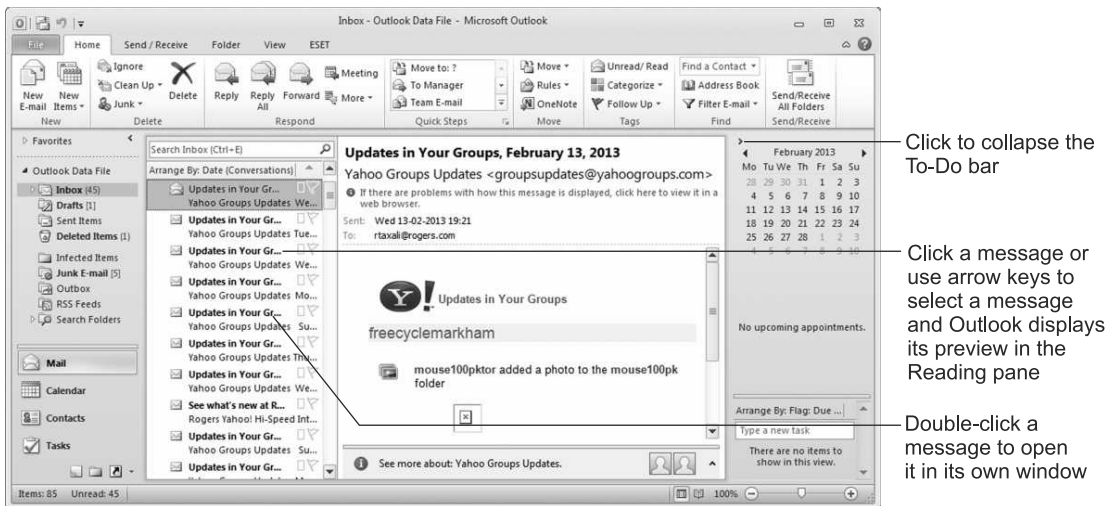 Inbox - Outlook Data File - Microsoft Outlook
File Home Send / Receive Folder View ESET
New E-mail
New Items
New
Ignore
Clean Up
Junk
Delete
Delete
Reply
Reply All
Forward
Meeting
More
Respond
Move to: ?
To Manager
Team E-mail
Quick Steps
Move
Rules
OneNote
Move
Unread/ Read
Categorize
Follow Up
Tags
Find a Contact
Address Book
Filter E-mail
Find
Send/Receive All Folders
Send/Receive
Favorites
Outlook Data File
Inbox (45)
Drafts [1]
Sent Items
Deleted Items (1)
Infected Items
Junk E-mail [5]
Outbox
RSS Feeds
Search Folders
Mail
Calendar
Contacts
Tasks
Search Inbox (Ctrl+E)
Arrange By: Date (Conversations)
Updates in Your Gr...
Yahoo Groups Updates We...
Updates in Your Gr...
Yahoo Groups Updates Tue...
Updates in Your Gr...
Yahoo Groups Updates We...
Updates in Your Gr...
Yahoo Groups Updates Mo...
Updates in Your Gr...
Yahoo Groups Updates Su...
Updates in Your Gr...
Yahoo Groups Updates Thu...
Updates in Your Gr...
Yahoo Groups Updates We...
See what's new at R...
Rogers Yahoo! Hi-Speed Int...
Updates in Your Gr...
Yahoo Groups Updates Su...
Updates in Your Gr...
Updates in Your Groups, February 13, 2013
Yahoo Groups Updates <groupsupdates@yahoogroups.com>
If there are problems with how this message is displayed, click here to view it in a
web browser.
Sent: Wed 13-02-2013 19:21
To: rtaxali@rogers.com
Y! Updates in Your Groups
freecyclemarkham
mouse100pktor added a photo to the mouse100pk
folder
See more about: Yahoo Groups Updates.
February 2013
Mo Tu We Th Fr Sa Su
28 29 30 31 1 2 3
4 5 6 7 8 9 10
11 12 13 14 15 16 17
18 19 20 21 22 23 24
25 26 27 28 1 2 3
4 5 6 7 8 9 10
No upcoming appointments.
Arrange By: Flag: Due ...
Type a new task
There are no items to
show in this view.
Items: 85 Unread: 45
100%
Click to collapse the
To-Do bar
Click a message or
use arrow keys to
select a message
and Outlook displays
its preview in the
Reading pane
Double-click a
message to open
it in its own window